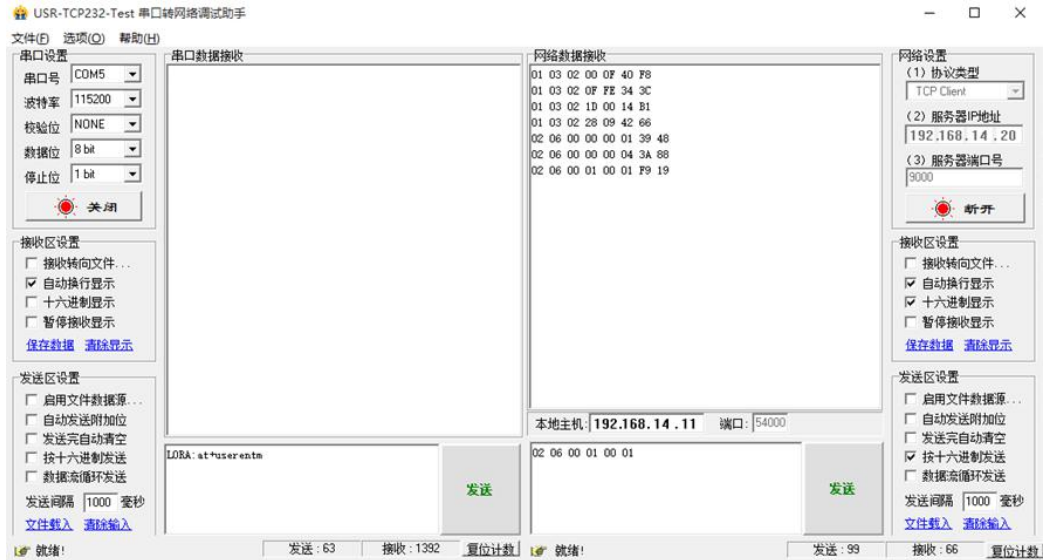 USR-TCP232-Test 串口转网络调试助手
文件(F) 选项(O) 帮助(H)
串口设置
串口号 COM5
波特率 115200
校验位 NONE
数据位 8 bit
停止位 1 bit
关闭
接收区设置
接收转向文件...
自动换行显示
十六进制显示
暂停接收显示
保存数据 清除显示
发送区设置
启用文件数据源...
自动发送附加位
发送完自动清空
按十六进制发送
数据流循环发送
发送间隔 1000 毫秒
文件载入 清除输入
串口数据接收
LORA:at+userentm
发送
就绪!
发送:63
接收:1392
复位计数
网络数据接收
01 03 02 00 0F 40 F8
01 03 02 0F FE 34 3C
01 03 02 1D 00 14 B1
01 03 02 28 09 42 66
02 06 00 00 00 01 39 48
02 06 00 00 00 04 3A 88
02 06 00 01 00 01 F9 19
本地主机: 192.168.14.11 端口: 54000
02 06 00 01 00 01
发送
就绪!
发送:99
接收:66
复位计数
网络设置
(1) 协议类型
TCP Client
(2) 服务器IP地址
192.168.14.20
(3) 服务器端口号
9000
断开
接收区设置
接收转向文件...
自动换行显示
十六进制显示
暂停接收显示
保存数据 清除显示
发送区设置
启用文件数据源...
自动发送附加位
发送完自动清空
按十六进制发送
数据流循环发送
发送间隔 1000 毫秒
文件载入 清除输入